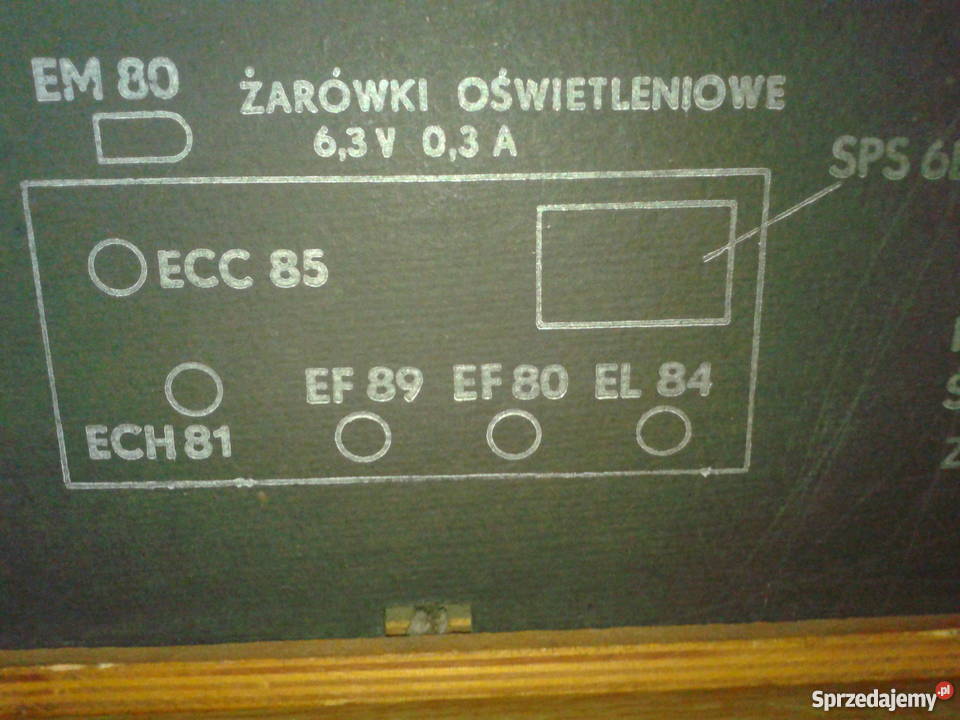 EM 80
ŻARÓWKI OŚWIETLENIOWE
6,3 V 0,3 A
SPS
ECC 85
EF 89 EF 80 EL 84
ECH 81
Sprzedajemy.pl